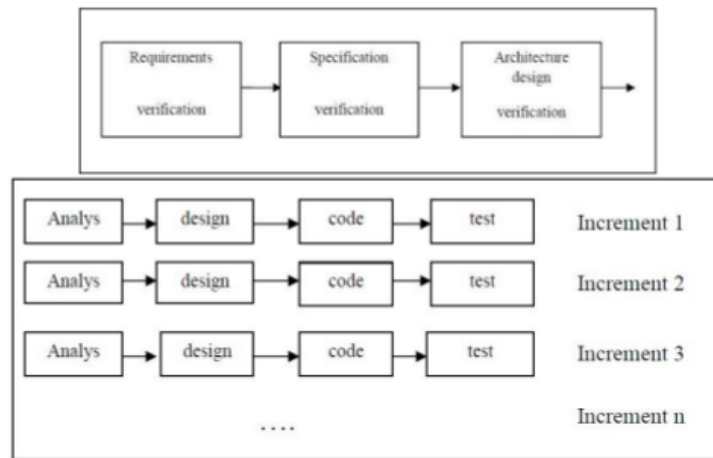 Requirements
verification
Specification
verification
Architecture
design
verification
Analys
design
code
test
Increment 1
Analys
design
code
test
Increment 2
Analys
design
code
test
Increment 3
....
Increment n